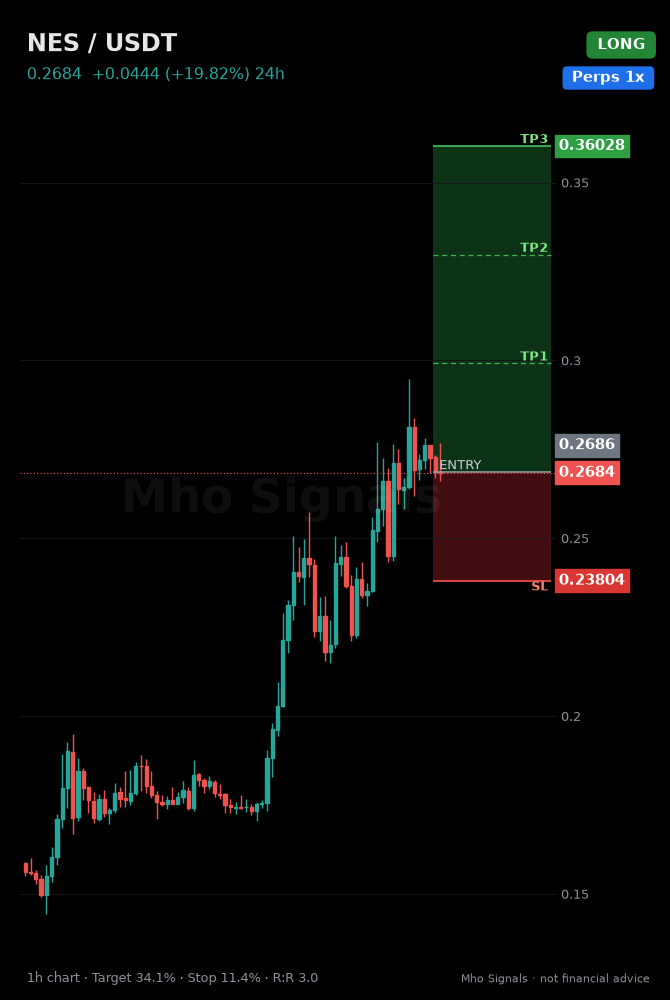 NES / USDT
LONG
0.2684 +0.0444 (+19.82%) 24h
Perps 1x
TP3
0.36028
0.35
TP2
TP1
0.3
0.2686
ENTRY
0.2684
Mho Signals
0.25
0.23804
SL
0.2
0.15
1h chart · Target 34.1% · Stop 11.4% · R:R 3.0
Mho Signals · not financial advice